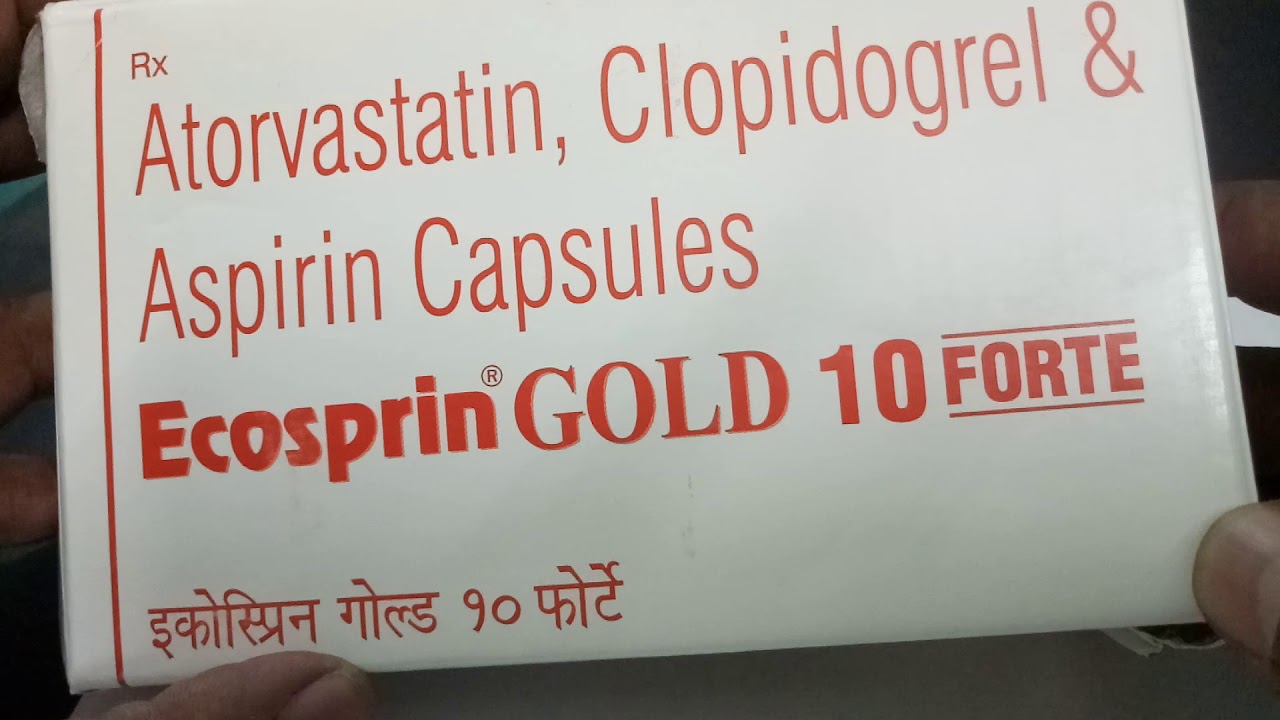 Rx
Atorvastatin, Clopidogrel &
Aspirin Capsules
Ecosprin® GOLD 10 FORTE
इकोस्प्रिन गोल्ड १० फोर्टे